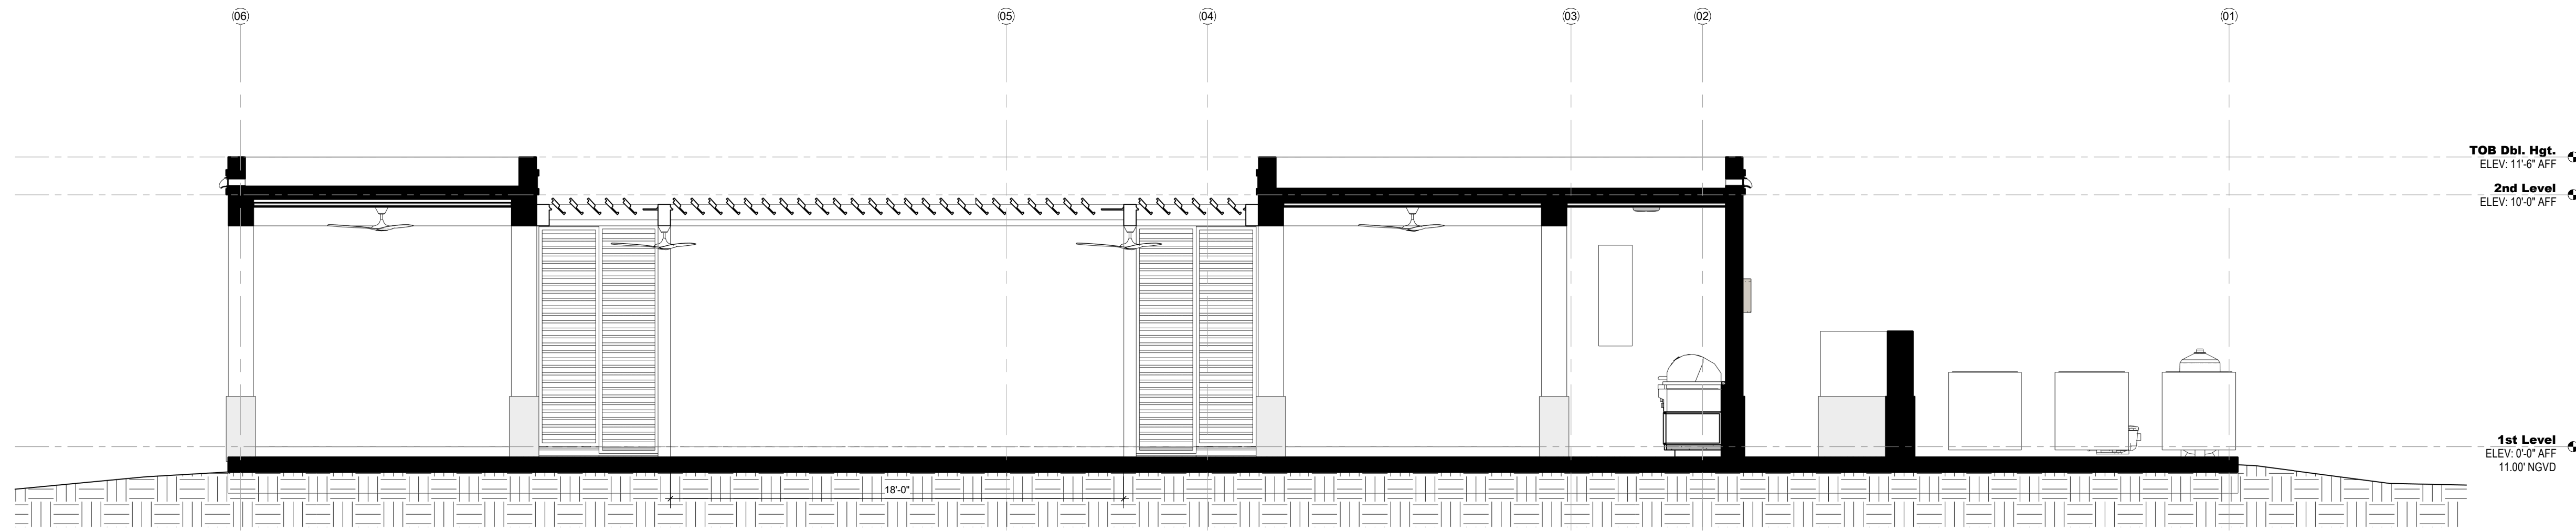 (06)
(05)
(04)
(03)
(02)
(01)
TOB Dbl. Hgt.
ELEV: 11'-6" AFF
2nd Level
ELEV: 10'-0" AFF
1st Level
ELEV: 0'-0" AFF
11.00' NGVD
18'-0"